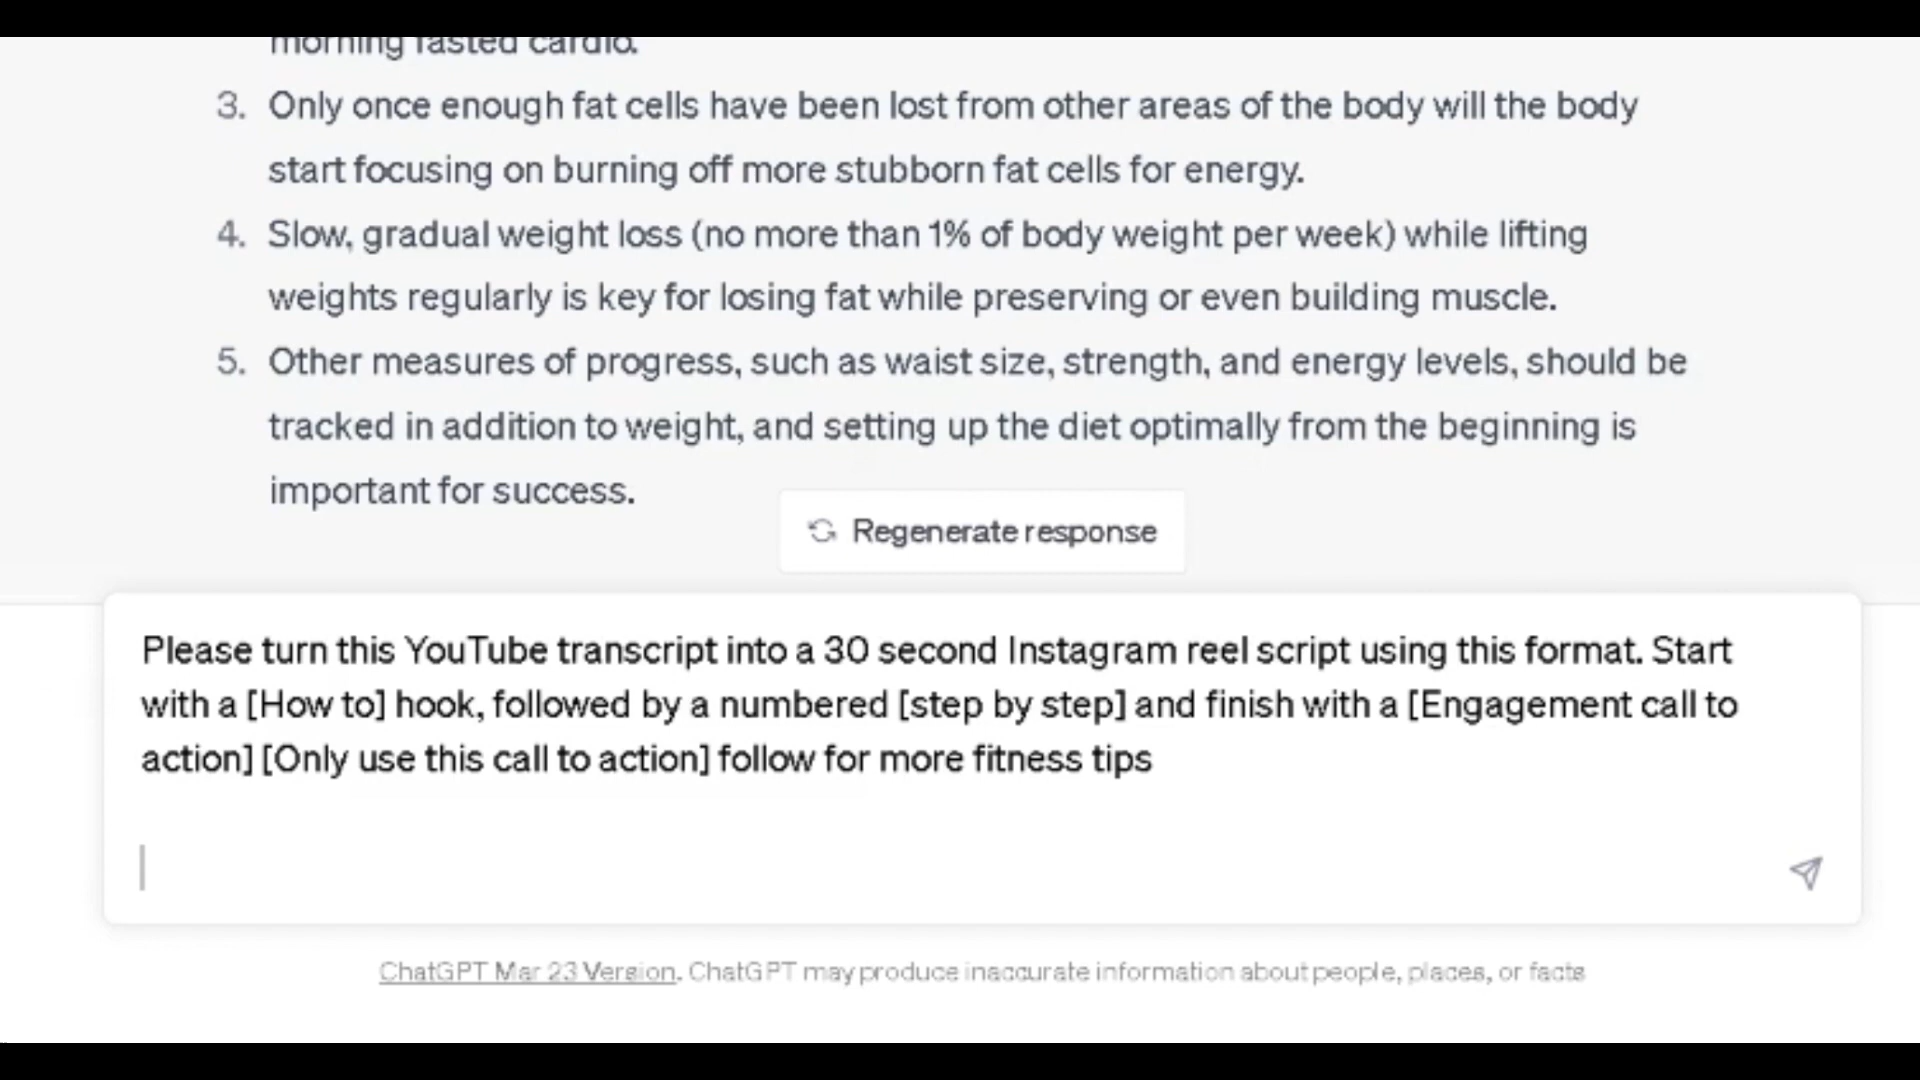 morning fasted cardio.
3. Only once enough fat cells have been lost from other areas of the body will the body
start focusing on burning off more stubborn fat cells for energy.
4. Slow, gradual weight loss (no more than 1% of body weight per week) while lifting
weights regularly is key for losing fat while preserving or even building muscle.
5. Other measures of progress, such as waist size, strength, and energy levels, should be
tracked in addition to weight, and setting up the diet optimally from the beginning is
important for success.
Regenerate response
Please turn this YouTube transcript into a 30 second Instagram reel script using this format. Start
with a [How to] hook, followed by a numbered [step by step] and finish with a [Engagement call to
action] [Only use this call to action] follow for more fitness tips
ChatGPT Mar 23 Version. ChatGPT may produce inaccurate information about people, places, or facts